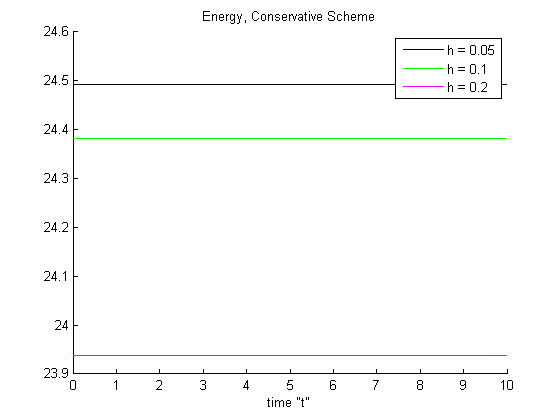 Energy, Conservative Scheme
24.6
24.5
24.4
24.3
24.2
24.1
24
23.9
h = 0.05
h = 0.1
h = 0.2
0 1 2 3 4 5 6 7 8 9 10
time "t"